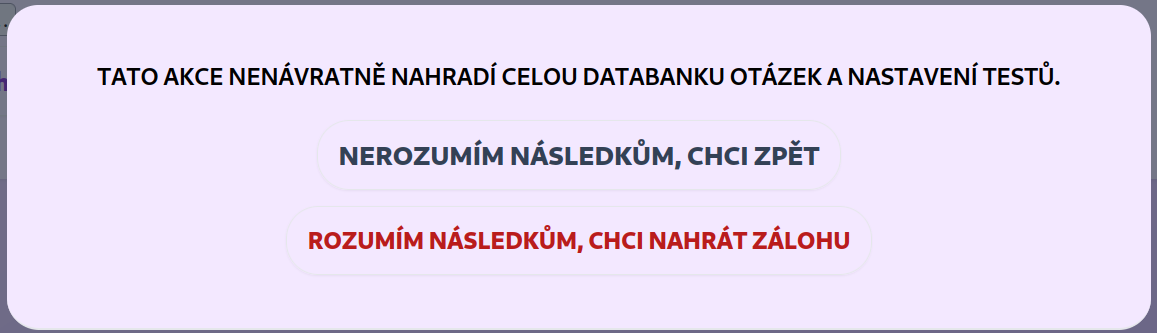 TATO AKCE NENÁVRATNĚ NAHRADÍ CELOU DATABANKU OTÁZEK A NASTAVENÍ TESTŮ.
NEROZUMÍM NÁSLEDKŮM, CHCI ZPĚT
ROZUMÍM NÁSLEDKŮM, CHCI NAHRÁT ZÁLOHU